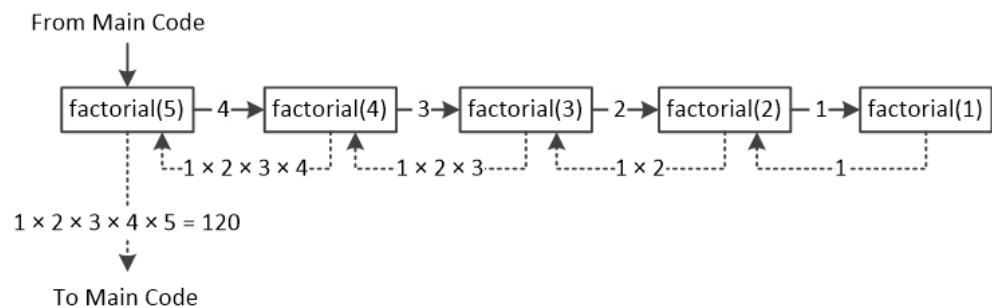 From Main Code
factorial(5) 4 factorial(4) 3 factorial(3) 2 factorial(2) 1 factorial(1)
1 × 2 × 3 × 4 1 × 2 × 3 1 × 2 1
1 × 2 × 3 × 4 × 5 = 120
To Main Code